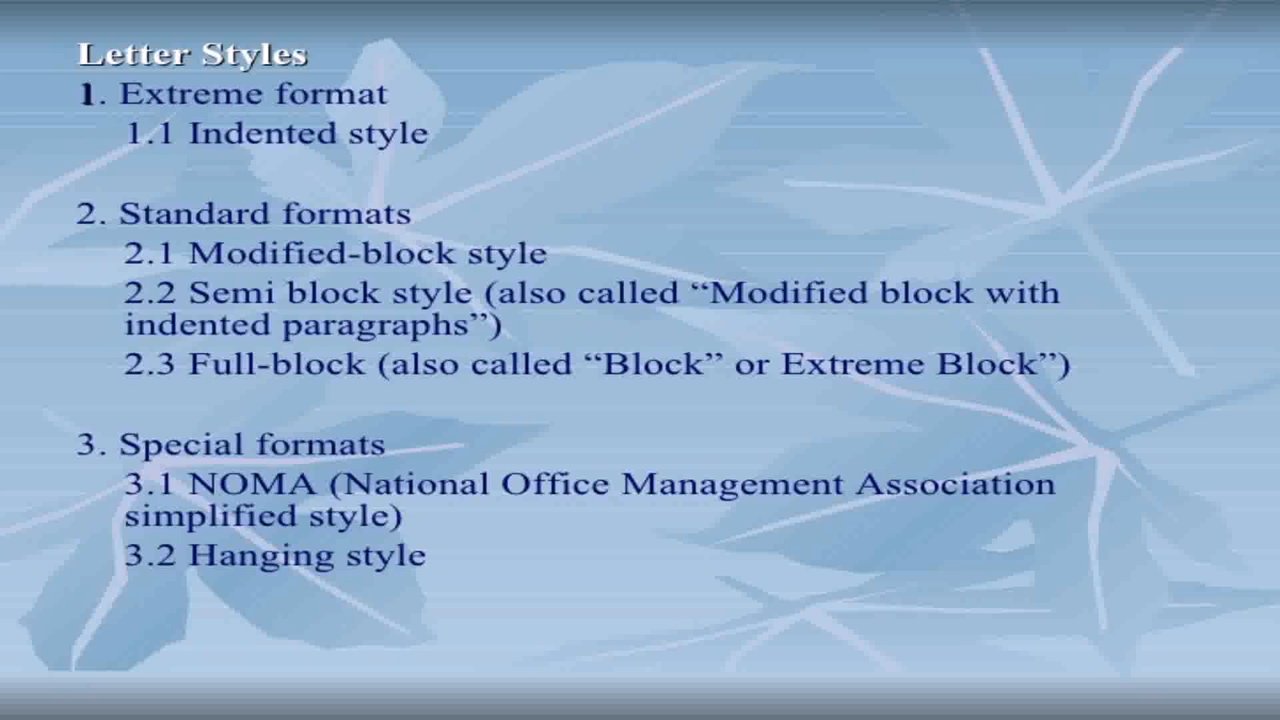 Letter Styles
1. Extreme format
1.1 Indented style
2. Standard formats
2.1 Modified-block style
2.2 Semi block style (also called “Modified block with
indented paragraphs”)
2.3 Full-block (also called “Block” or Extreme Block”)
3. Special formats
3.1 NOMA (National Office Management Association
simplified style)
3.2 Hanging style